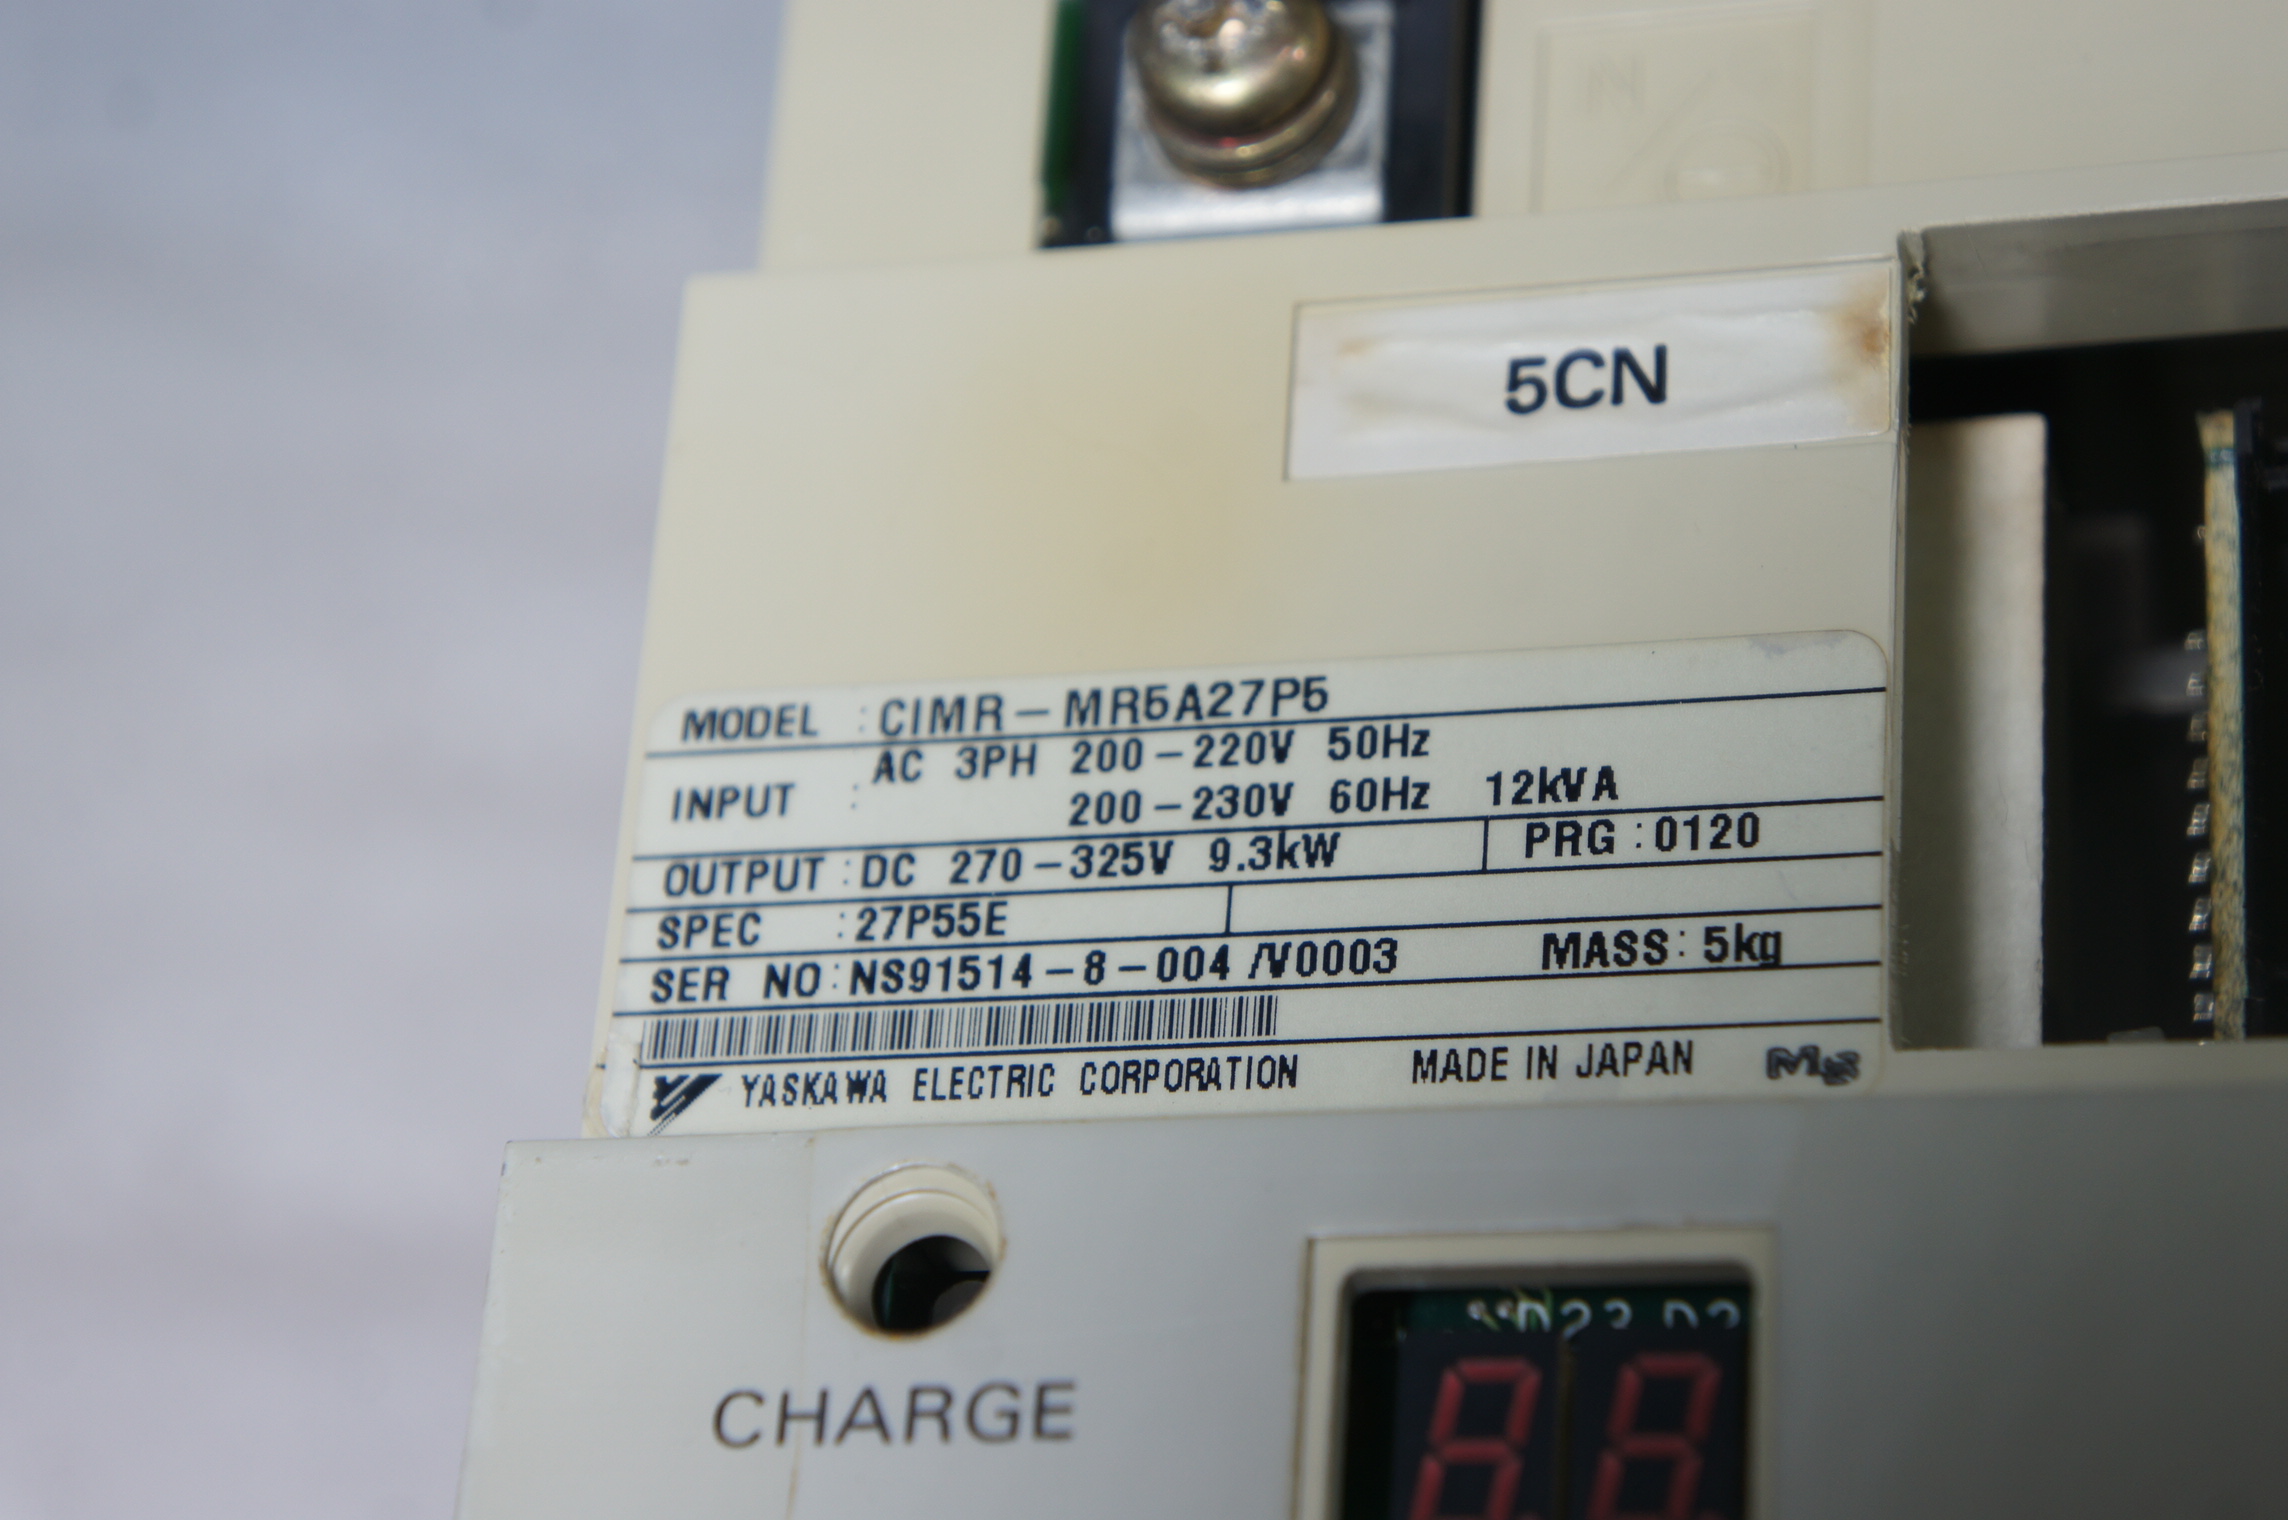 N
5CN
MODEL : CIMR-MR5A27P5
INPUT : AC 3PH 200-220V 50Hz
200-230V 60Hz 12kVA
OUTPUT : DC 270-325V 9.3kW PRG : 0120
SPEC : 27P55E
SER NO : NS91514-8-004 /V0003 MASS : 5kg
YASKAWA ELECTRIC CORPORATION MADE IN JAPAN
CHARGE